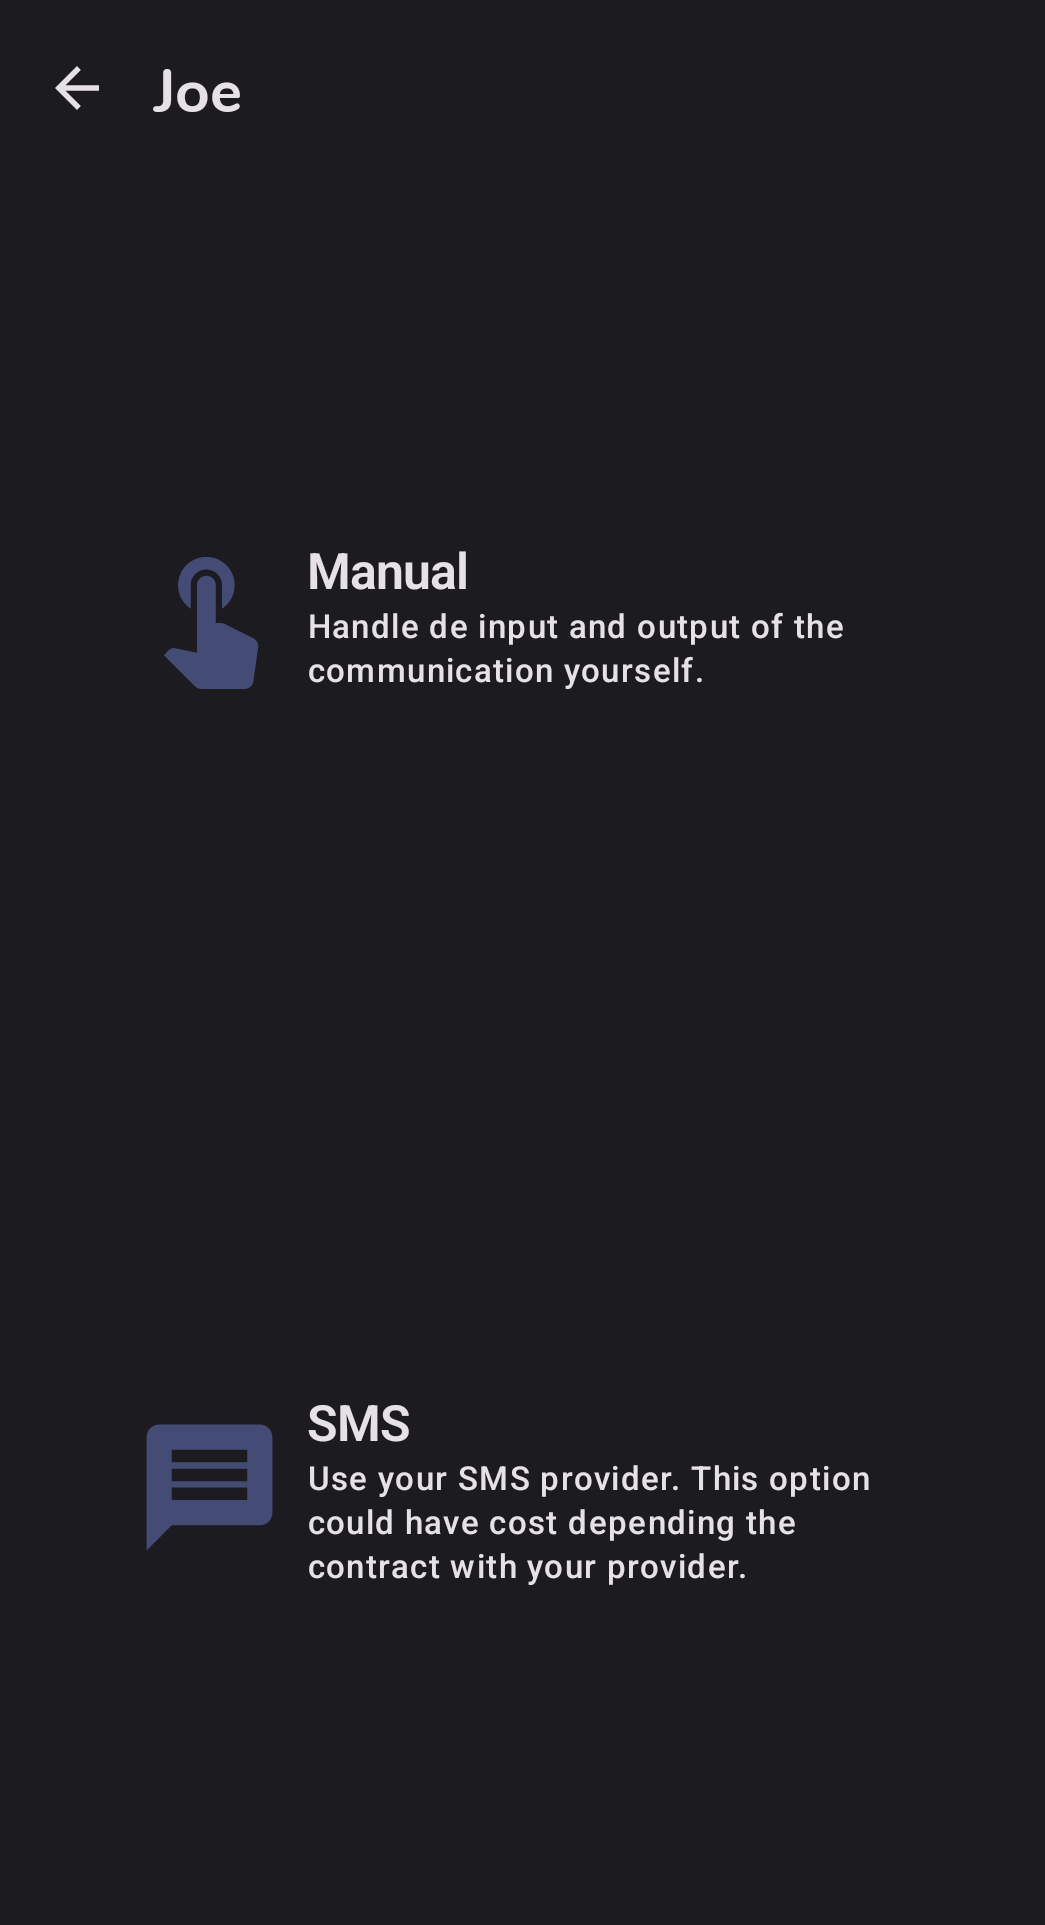 Joe
Manual
Handle de input and output of the
communication yourself.
SMS
Use your SMS provider. This option
could have cost depending the
contract with your provider.